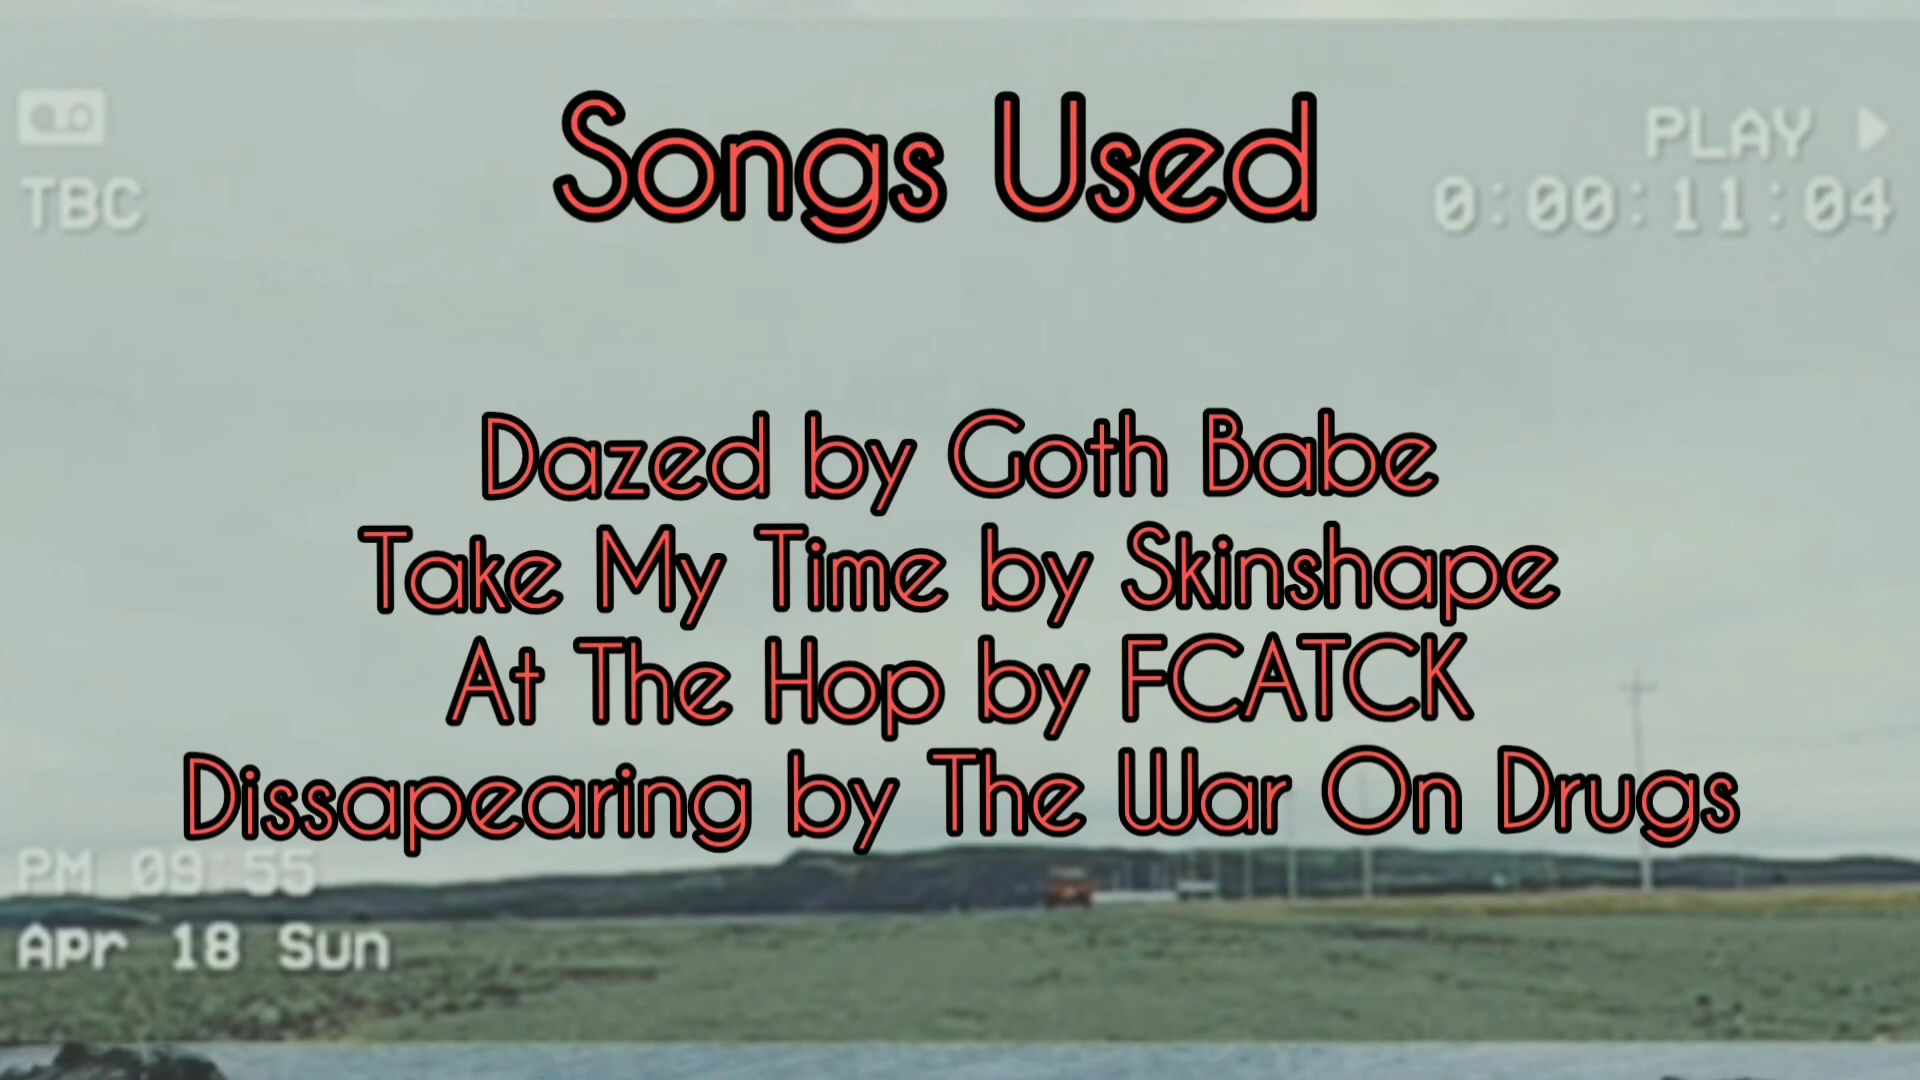 Songs Used
TBC
PLAY
0:00:11:04
Dazed by Goth Babe
Take My Time by Skinshape
At The Hop by FCATCK
Dissapearing by The War On Drugs
PM 09:55
Apr 18 Sun